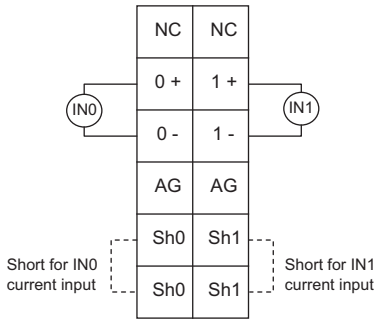 NC NC
0 + 1 +
IN0
IN1
0 - 1 -
AG AG
Sh0 Sh1
Short for IN0
current input
Short for IN1
current input
Sh0 Sh1